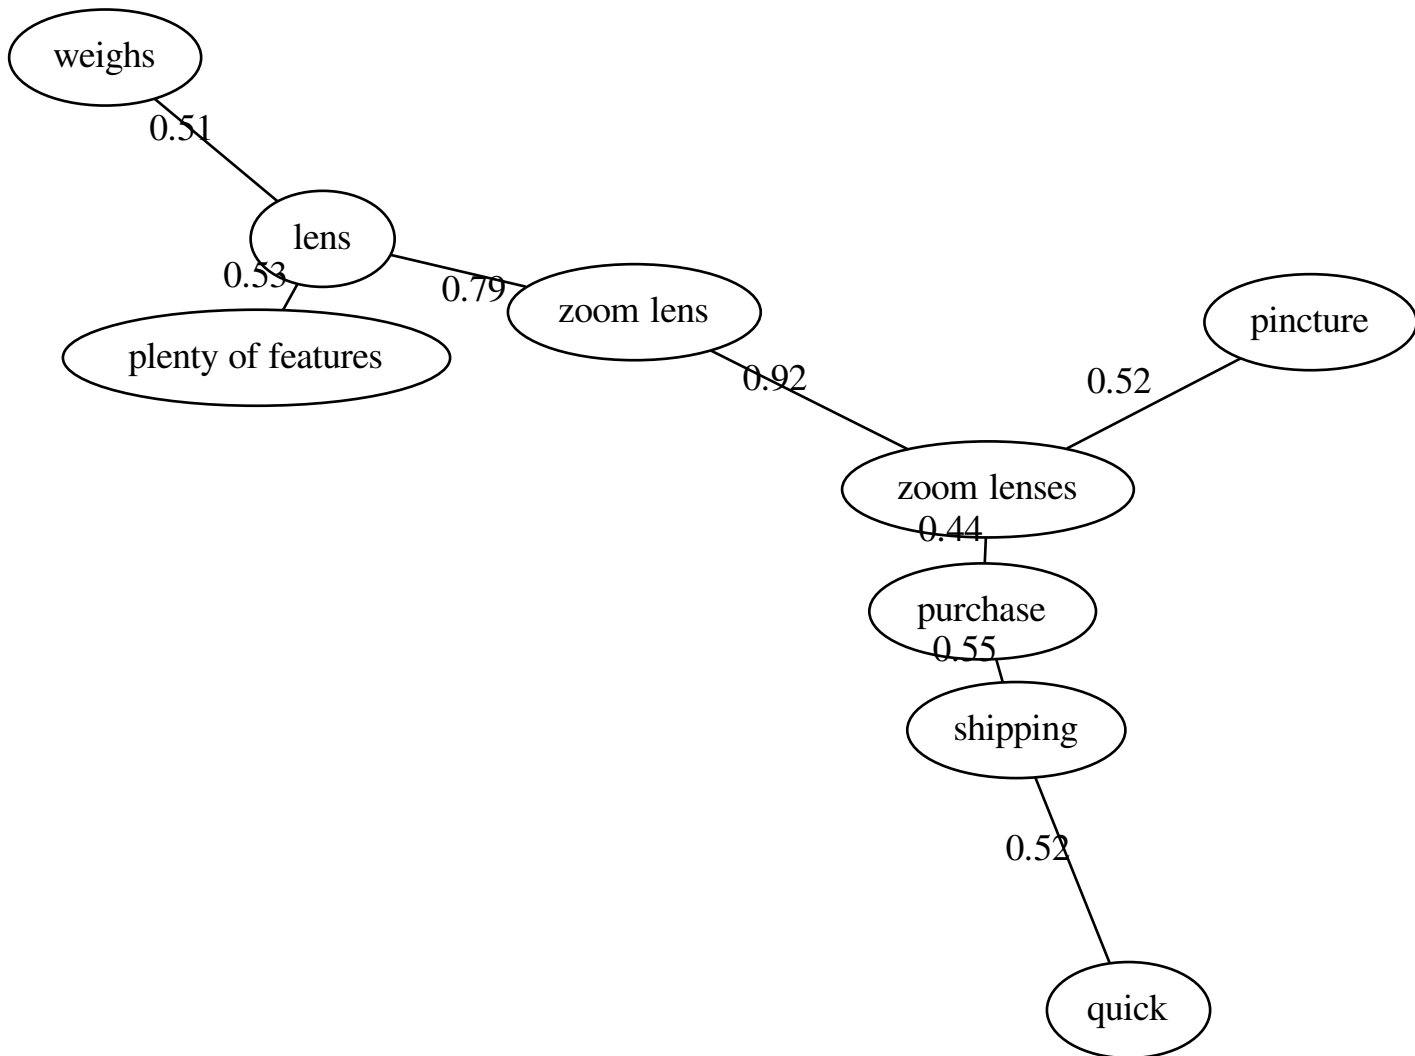 weighs
0.51
lens
0.53
0.79
zoom lens
pincture
plenty of features
0.92
0.52
zoom lenses
0.44
purchase
0.55
shipping
0.52
quick